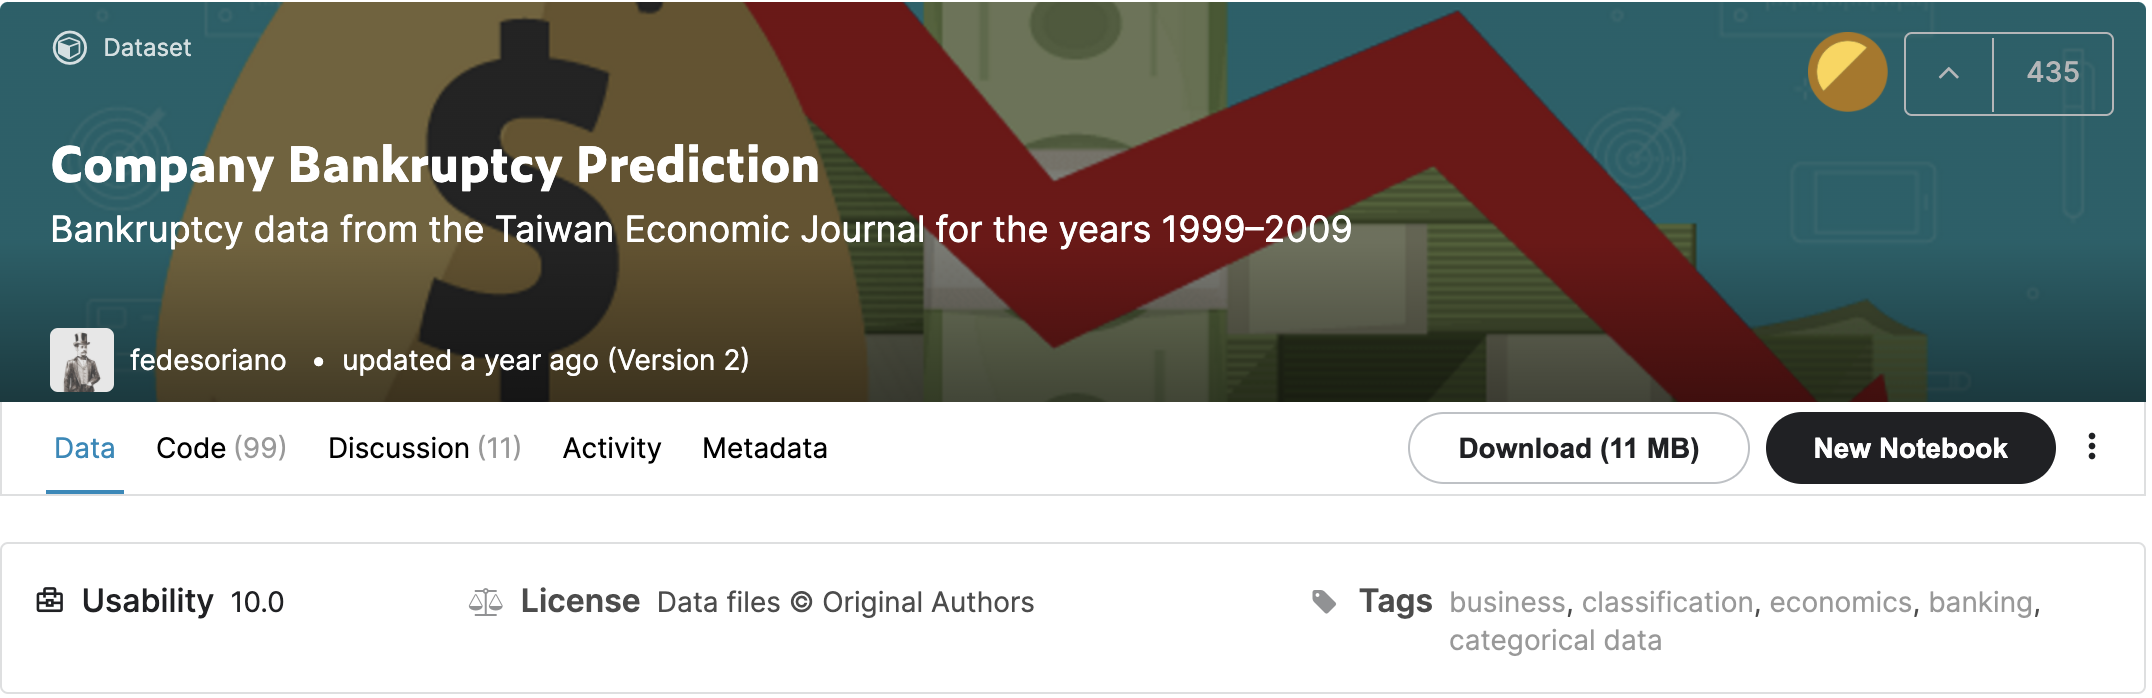 Dataset
435
Company Bankruptcy Prediction
Bankruptcy data from the Taiwan Economic Journal for the years 1999–2009
fedesoriano • updated a year ago (Version 2)
Data Code (99) Discussion (11) Activity Metadata Download (11 MB) New Notebook
Usability 10.0 License Data files © Original Authors Tags business, classification, economics, banking,
categorical data